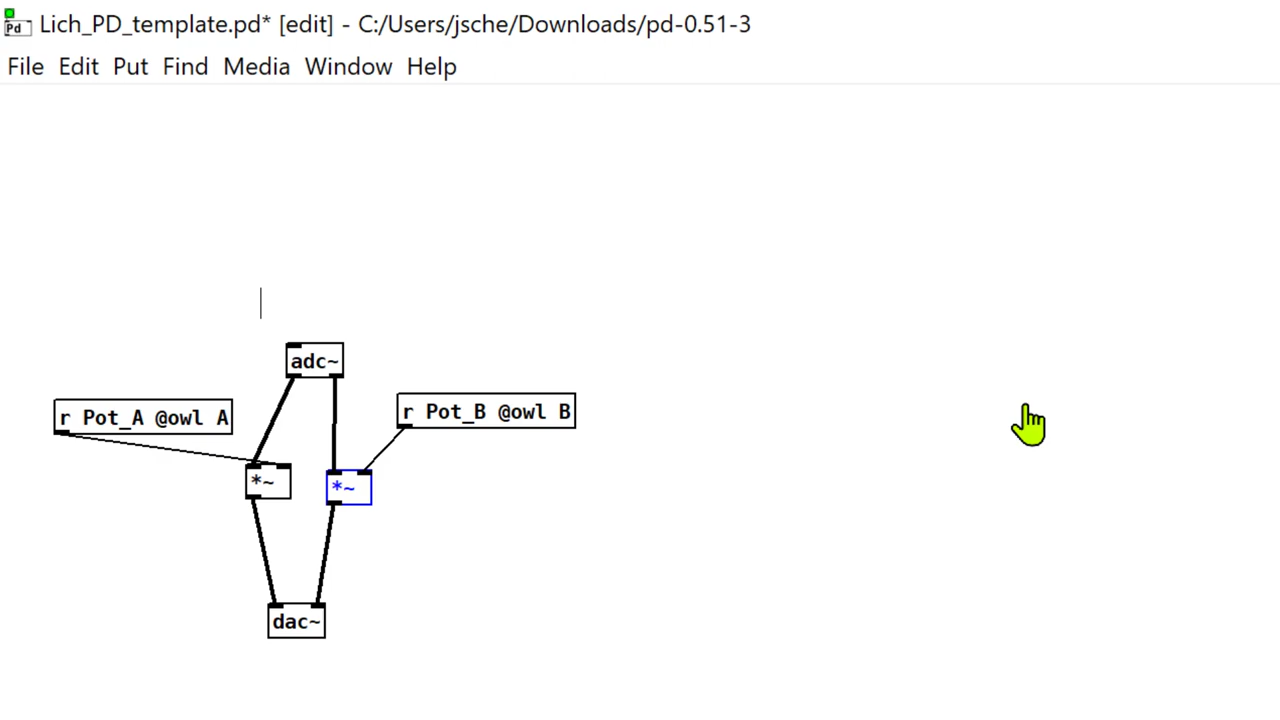 Pd Lich_PD_template.pd* [edit] - C:/Users/jsche/Downloads/pd-0.51-3
File Edit Put Find Media Window Help
adc~
r Pot_A @owl A
r Pot_B @owl B
*~
*~
dac~